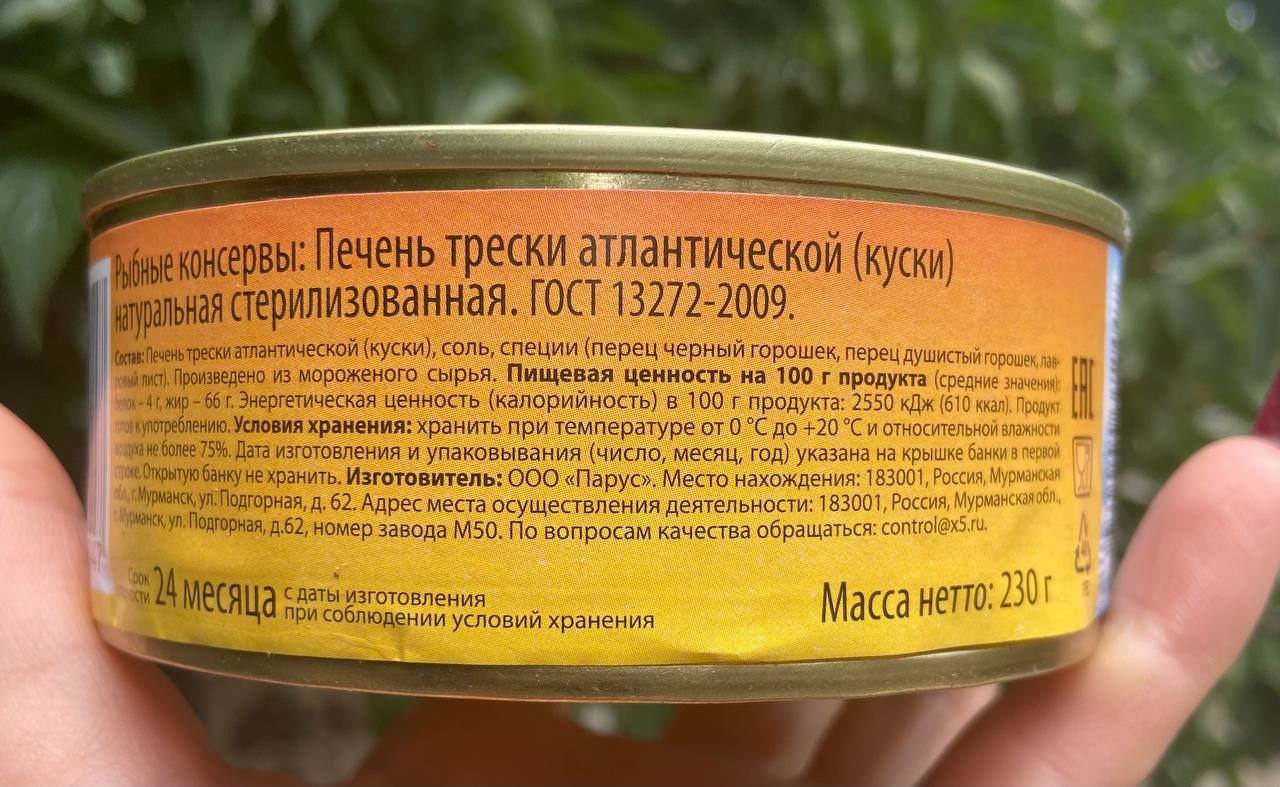 Рыбные консервы: Печень трески атлантической (куски)
натуральная стерилизованная. ГОСТ 13272-2009.
Состав: Печень трески атлантической (куски), соль, специи (перец черный горошек, перец душистый горошек, лав-
ровый лист). Произведено из мороженого сырья. Пищевая ценность на 100 г продукта (средние значения):
белок – 4 г, жир – 66 г. Энергетическая ценность (калорийность) в 100 г продукта: 2550 кДж (610 ккал). Продукт
готов к употреблению. Условия хранения: хранить при температуре от 0 °C до +20 °C и относительной влажности
воздуха не более 75%. Дата изготовления и упаковывания (число, месяц, год) указана на крышке банки в первой
строке. Открытую банку не хранить. Изготовитель: ООО «Парус». Место нахождения: 183001, Россия, Мурманская
обл., г. Мурманск, ул. Подгорная, д. 62. Адрес места осуществления деятельности: 183001, Россия, Мурманская обл.,
г. Мурманск, ул. Подгорная, д.62, номер завода М50. По вопросам качества обращаться: control@x5.ru.
Срок
24 месяца
с даты изготовления
при соблюдении условий хранения
Масса нетто: 230 г
EAC